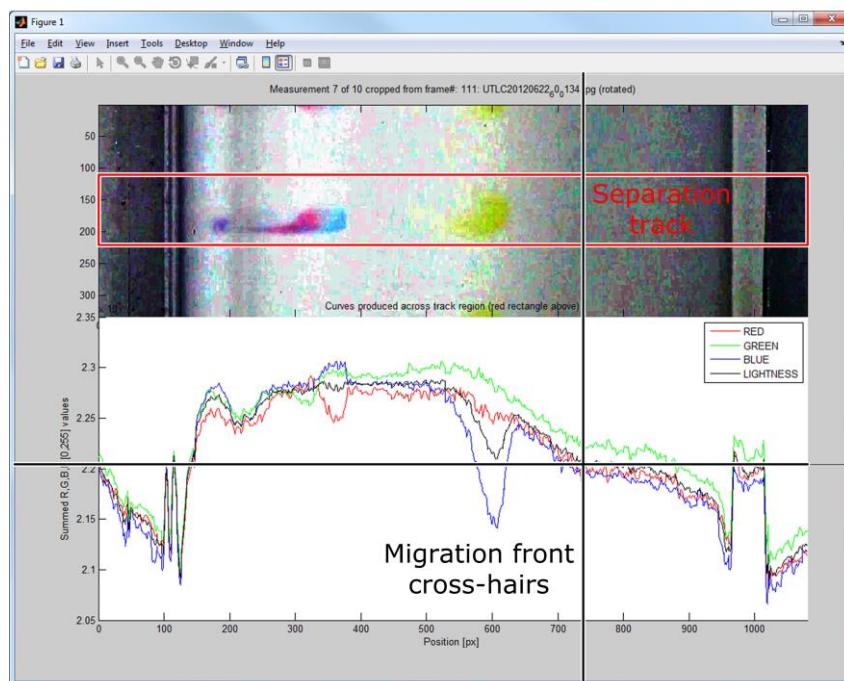 Figure 1
File Edit View Insert Tools Desktop Window Help
Measurement 7 of 10 cropped from frame#: 111: UTLC20120622_60_0134 pg (rotated)
50
100
150
200
250
300
Separation
track
Curves produced across track region (red rectangle above)
2.35
2.3
2.25
2.2
2.15
2.1
2.05
Summed R,G,B,l [0,255] values
RED
GREEN
BLUE
LIGHTNESS
Migration front
cross-hairs
0 100 200 300 400 500 600 700 800 900 1000
Position [px]